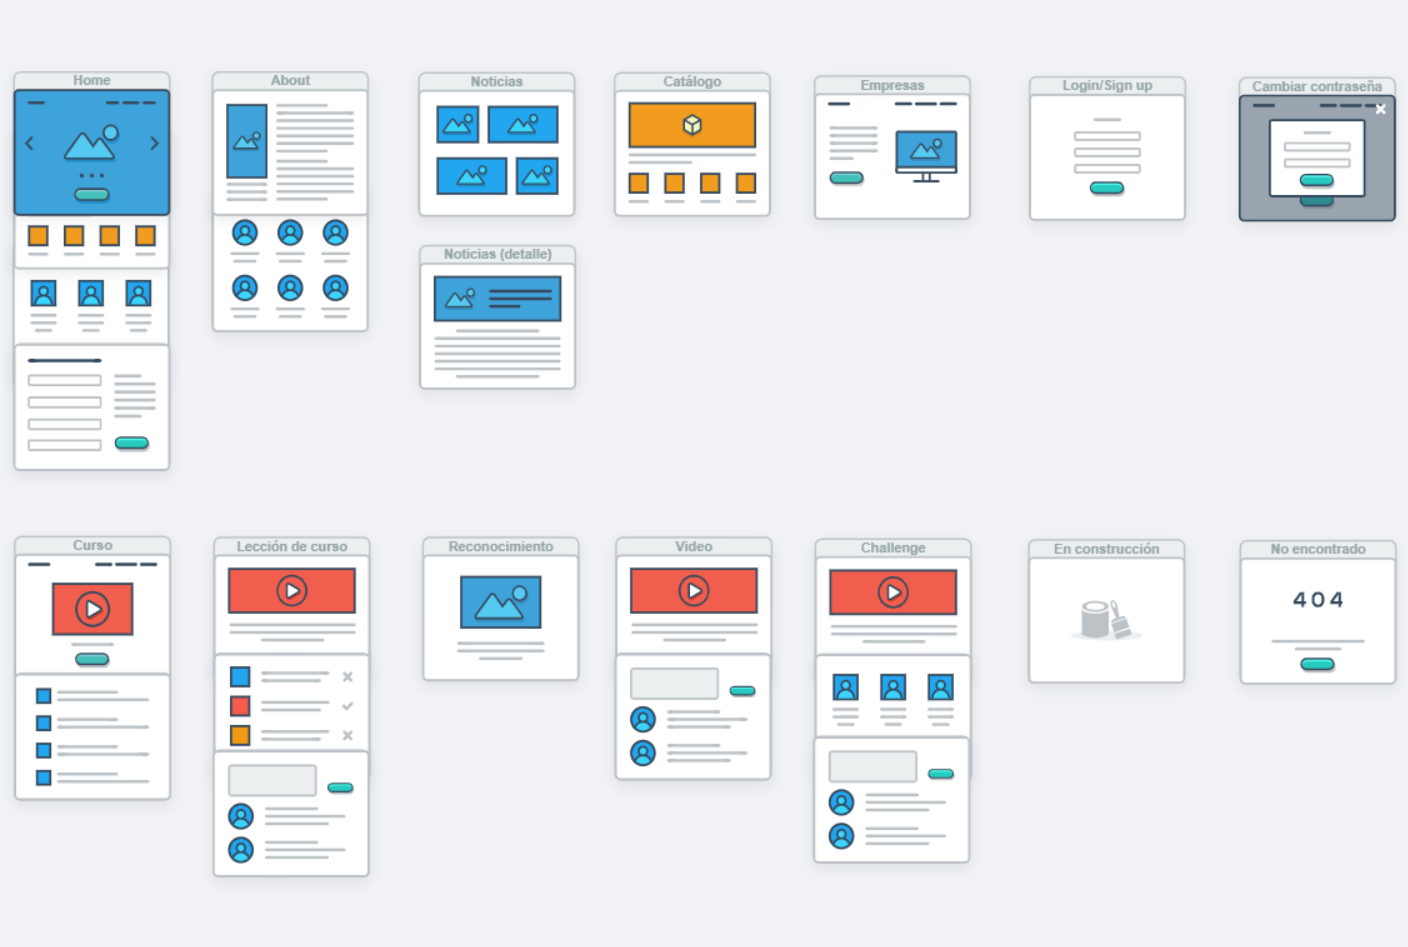 Home
About
Noticias
Catálogo
Empresas
Login/Sign up
Cambiar contraseña
Noticias (detalle)
Curso
Lección de curso
Reconocimiento
Video
Challenge
En construcción
No encontrado
404